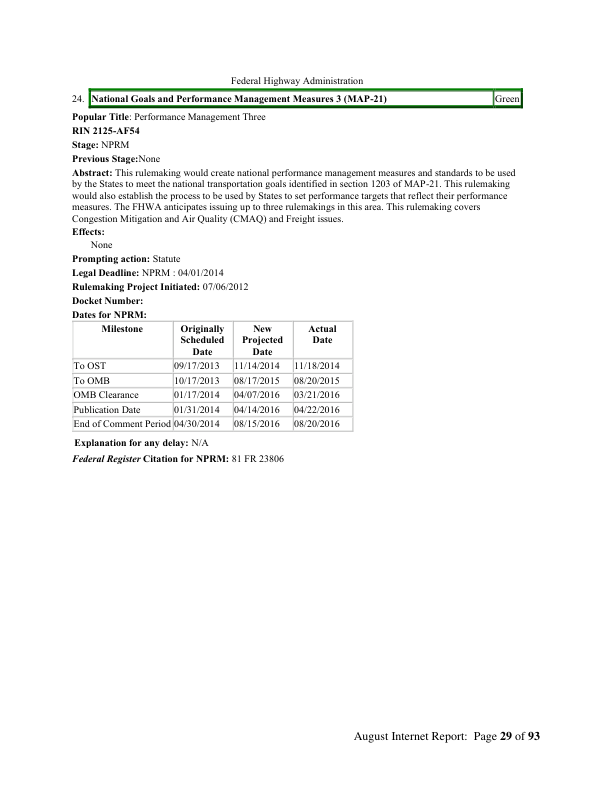 Federal Highway Administration
24. National Goals and Performance Management Measures 3 (MAP-21) Green
Popular Title: Performance Management Three
RIN 2125-AF54
Stage: NPRM
Previous Stage:None
Abstract: This rulemaking would create national performance management measures and standards to be used
by the States to meet the national transportation goals identified in section 1203 of MAP-21. This rulemaking
would also establish the process to be used by States to set performance targets that reflect their performance
measures. The FHWA anticipates issuing up to three rulemakings in this area. This rulemaking covers
Congestion Mitigation and Air Quality (CMAQ) and Freight issues.
Effects:
None
Prompting action: Statute
Legal Deadline: NPRM : 04/01/2014
Rulemaking Project Initiated: 07/06/2012
Docket Number:
Dates for NPRM:
Milestone Originally New Actual
Scheduled Projected Date
Date Date
To OST 09/17/2013 11/14/2014 11/18/2014
To OMB 10/17/2013 08/17/2015 08/20/2015
OMB Clearance 01/17/2014 04/07/2016 03/21/2016
Publication Date 01/31/2014 04/14/2016 04/22/2016
End of Comment Period 04/30/2014 08/15/2016 08/20/2016
Explanation for any delay: N/A
Federal Register Citation for NPRM: 81 FR 23806
August Internet Report: Page 29 of 93